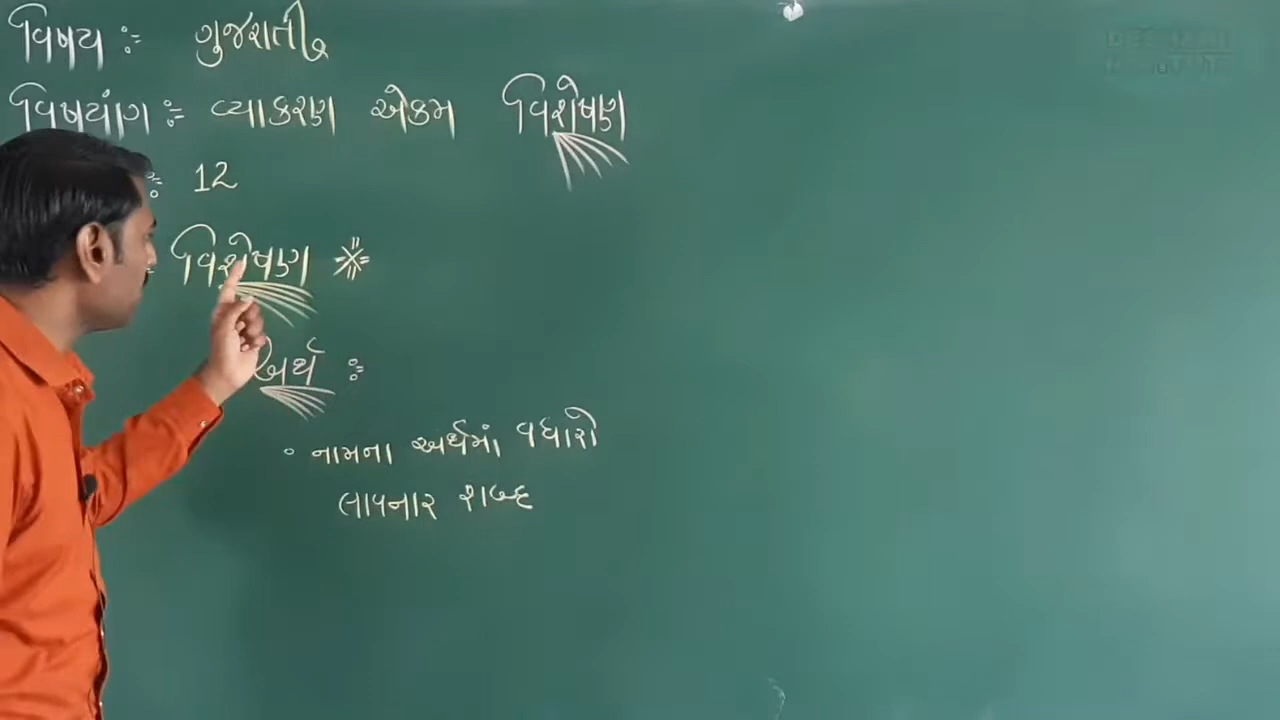 વિષય :- ગુજરાતી
વિષયાંગ :- વ્યાકરણ એકમ વિશેષણ
12
વિશેષણ
અર્થ :-
નામના અર્થમાં વધારો
લાવનાર શબ્દ